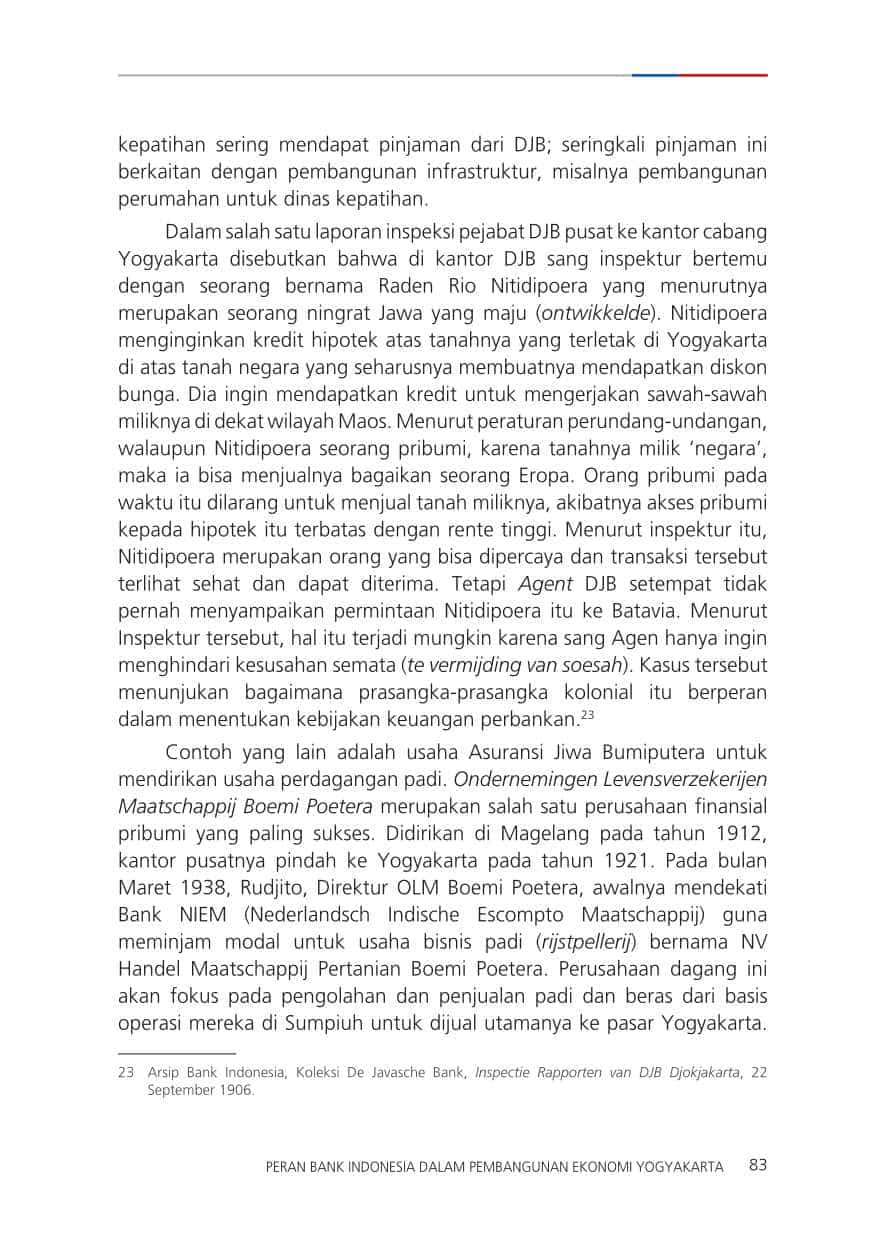 kepatihan sering mendapat pinjaman dari DJB; seringkali pinjaman ini
berkaitan dengan pembangunan infrastruktur, misalnya pembangunan
perumahan untuk dinas kepatihan.
Dalam salah satu laporan inspeksi pejabat DJB pusat ke kantor cabang
Yogyakarta disebutkan bahwa di kantor DJB sang inspektur bertemu
dengan seorang bernama Raden Rio Nitidipoera yang menurutnya
merupakan seorang ningrat Jawa yang maju (ontwikkelde). Nitidipoera
menginginkan kredit hipotek atas tanahnya yang terletak di Yogyakarta
di atas tanah negara yang seharusnya membuatnya mendapatkan diskon
bunga. Dia ingin mendapatkan kredit untuk mengerjakan sawah-sawah
miliknya di dekat wilayah Maos. Menurut peraturan perundang-undangan,
walaupun Nitidipoera seorang pribumi, karena tanahnya milik ‘negara’,
maka ia bisa menjualnya bagaikan seorang Eropa. Orang pribumi pada
waktu itu dilarang untuk menjual tanah miliknya, akibatnya akses pribumi
kepada hipotek itu terbatas dengan rente tinggi. Menurut inspektur itu,
Nitidipoera merupakan orang yang bisa dipercaya dan transaksi tersebut
terlihat sehat dan dapat diterima. Tetapi Agent DJB setempat tidak
pernah menyampaikan permintaan Nitidipoera itu ke Batavia. Menurut
Inspektur tersebut, hal itu terjadi mungkin karena sang Agen hanya ingin
menghindari kesusahan semata (te vermijding van soesah). Kasus tersebut
menunjukan bagaimana prasangka-prasangka kolonial itu berperan
dalam menentukan kebijakan keuangan perbankan.23
Contoh yang lain adalah usaha Asuransi Jiwa Bumiputera untuk
mendirikan usaha perdagangan padi. Ondernemingen Levensverzekerijen
Maatschappij Boemi Poetera merupakan salah satu perusahaan finansial
pribumi yang paling sukses. Didirikan di Magelang pada tahun 1912,
kantor pusatnya pindah ke Yogyakarta pada tahun 1921. Pada bulan
Maret 1938, Rudjito, Direktur OLM Boemi Poetera, awalnya mendekati
Bank NIEM (Nederlandsch Indische Escompto Maatschappij) guna
meminjam modal untuk usaha bisnis padi (rijstpellerij) bernama NV
Handel Maatschappij Pertanian Boemi Poetera. Perusahaan dagang ini
akan fokus pada pengolahan dan penjualan padi dan beras dari basis
operasi mereka di Sumpiuh untuk dijual utamanya ke pasar Yogyakarta.
23 Arsip Bank Indonesia, Koleksi De Javasche Bank, Inspectie Rapporten van DJB Djokjakarta, 22
September 1906.
PERAN BANK INDONESIA DALAM PEMBANGUNAN EKONOMI YOGYAKARTA 83